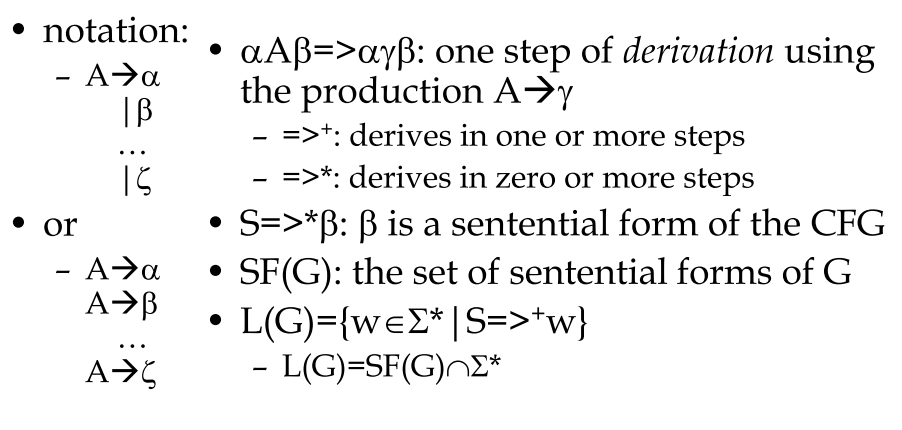 • notation:
– A→α
|β
…
|ζ
• or
– A→α
A→β
…
A→ζ
• αAβ=>αγβ: one step of derivation using
the production A→γ
– =>⁺: derives in one or more steps
– =>*: derives in zero or more steps
• S=>*β: β is a sentential form of the CFG
• SF(G): the set of sentential forms of G
• L(G)={w∈Σ*|S=>⁺w}
– L(G)=SF(G)∩Σ*